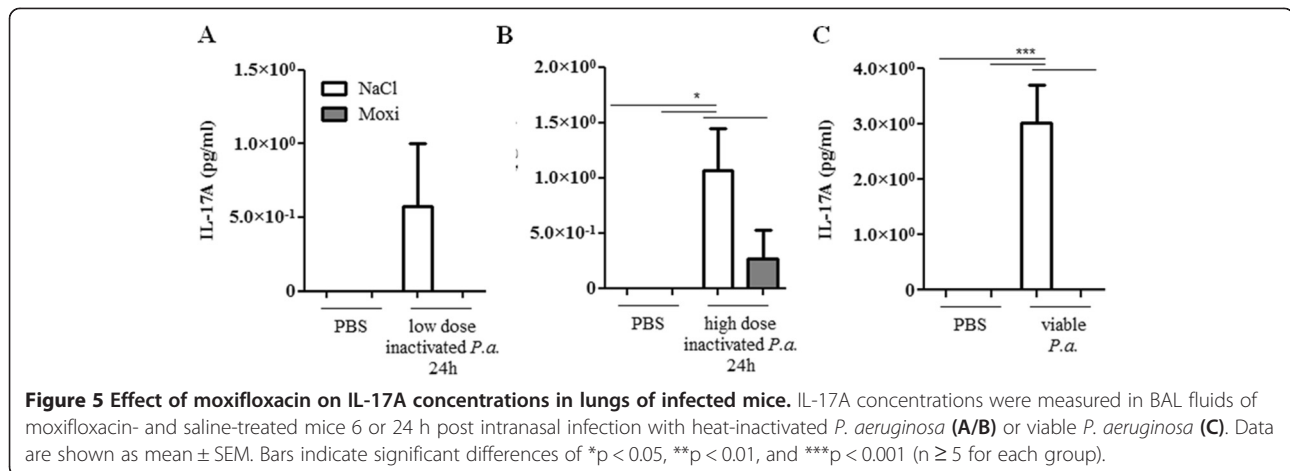 A
B
C
1.5×10⁰
1.0×10⁰
5.0×10⁻¹
0
IL-17A (pg/ml)
NaCl
Moxi
PBS
low dose
inactivated P.a.
24h
2.0×10⁰
1.5×10⁰
1.0×10⁰
5.0×10⁻¹
0
*
PBS
high dose
inactivated P.a.
24h
4.0×10⁰
3.0×10⁰
2.0×10⁰
1.0×10⁰
0
IL-17A (pg/ml)
***
PBS
viable
P.a.
Figure 5 Effect of moxifloxacin on IL-17A concentrations in lungs of infected mice. IL-17A concentrations were measured in BAL fluids of
moxifloxacin- and saline-treated mice 6 or 24 h post intranasal infection with heat-inactivated P. aeruginosa (A/B) or viable P. aeruginosa (C). Data
are shown as mean ± SEM. Bars indicate significant differences of *p < 0.05, **p < 0.01, and ***p < 0.001 (n ≥ 5 for each group).